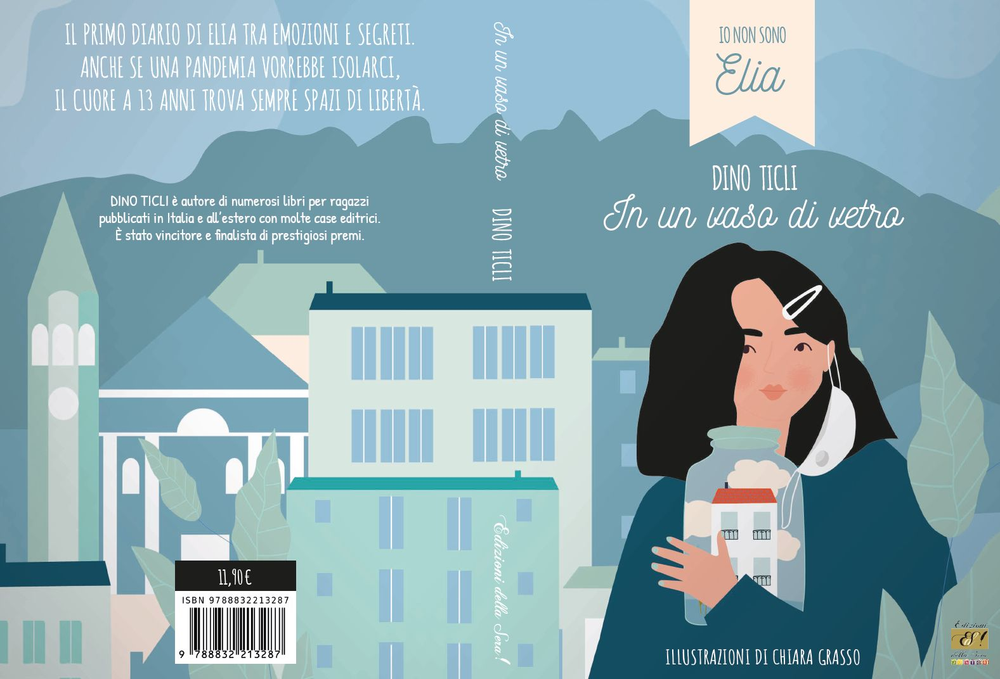 IL PRIMO DIARIO DI ELIA TRA EMOZIONI E SEGRETI.
ANCHE SE UNA PANDEMIA VORREBBE ISOLARCI,
IL CUORE A 13 ANNI TROVA SEMPRE SPAZI DI LIBERTÀ.
DINO TICLI è autore di numerosi libri per ragazzi
pubblicati in Italia e all'estero con molte case editrici.
È stato vincitore e finalista di prestigiosi premi.
11,90 €
ISBN 9788832213287
9 788832 213287
In un vaso di vetro DINO TICLI Edizioni della Sera!
IO NON SONO
Elia
DINO TICLI
In un vaso di vetro
ILLUSTRAZIONI DI CHIARA GRASSO
Edizioni
ES!
della Sera
JUNIOR